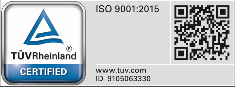 ISO 9001:2015
TÜVRheinland®
CERTIFIED
www.tuv.com
ID 9105063330